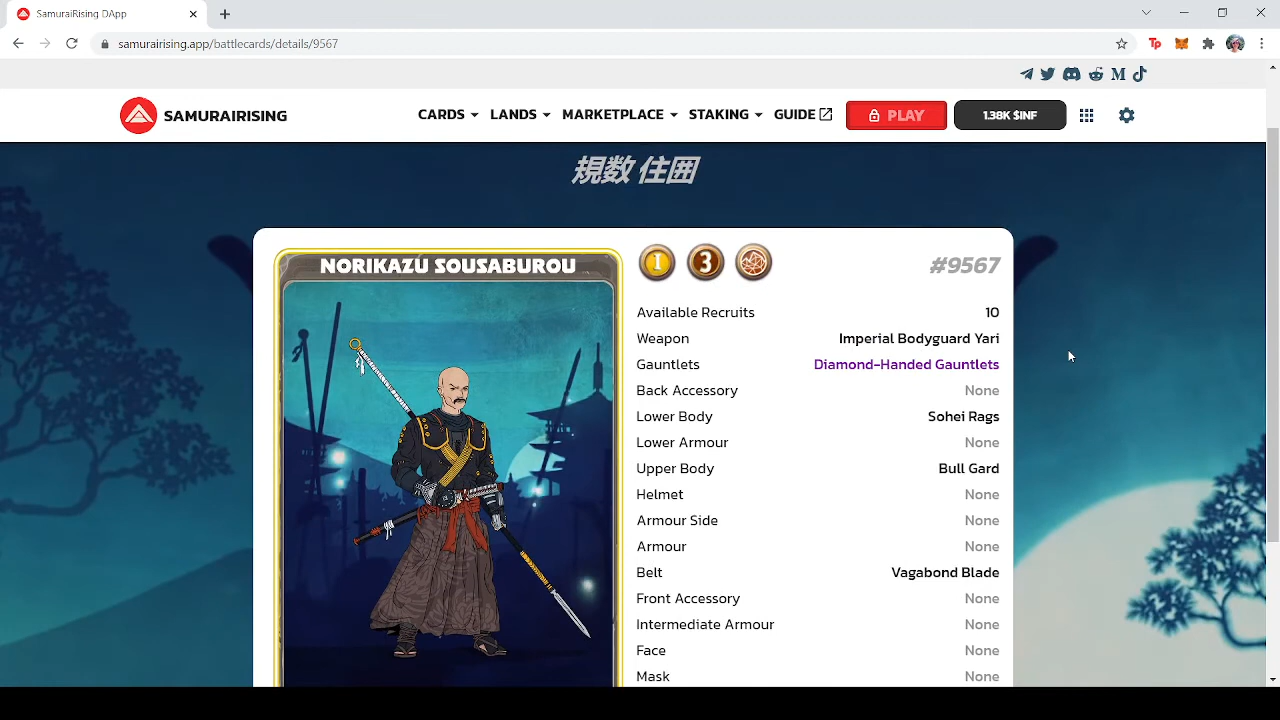 SamuraiRising DApp
samurairising.app/battlecards/details/9567
Tp
M
SAMURAIRISING
CARDS LANDS MARKETPLACE STAKING GUIDE PLAY 1.38K $INF
規数 住囲
NORIKAZU SOUSABUROU
1 3
#9567
Available Recruits 10
Weapon Imperial Bodyguard Yari
Gauntlets Diamond-Handed Gauntlets
Back Accessory None
Lower Body Sohei Rags
Lower Armour None
Upper Body Bull Gard
Helmet None
Armour Side None
Armour None
Belt Vagabond Blade
Front Accessory None
Intermediate Armour None
Face None
Mask None